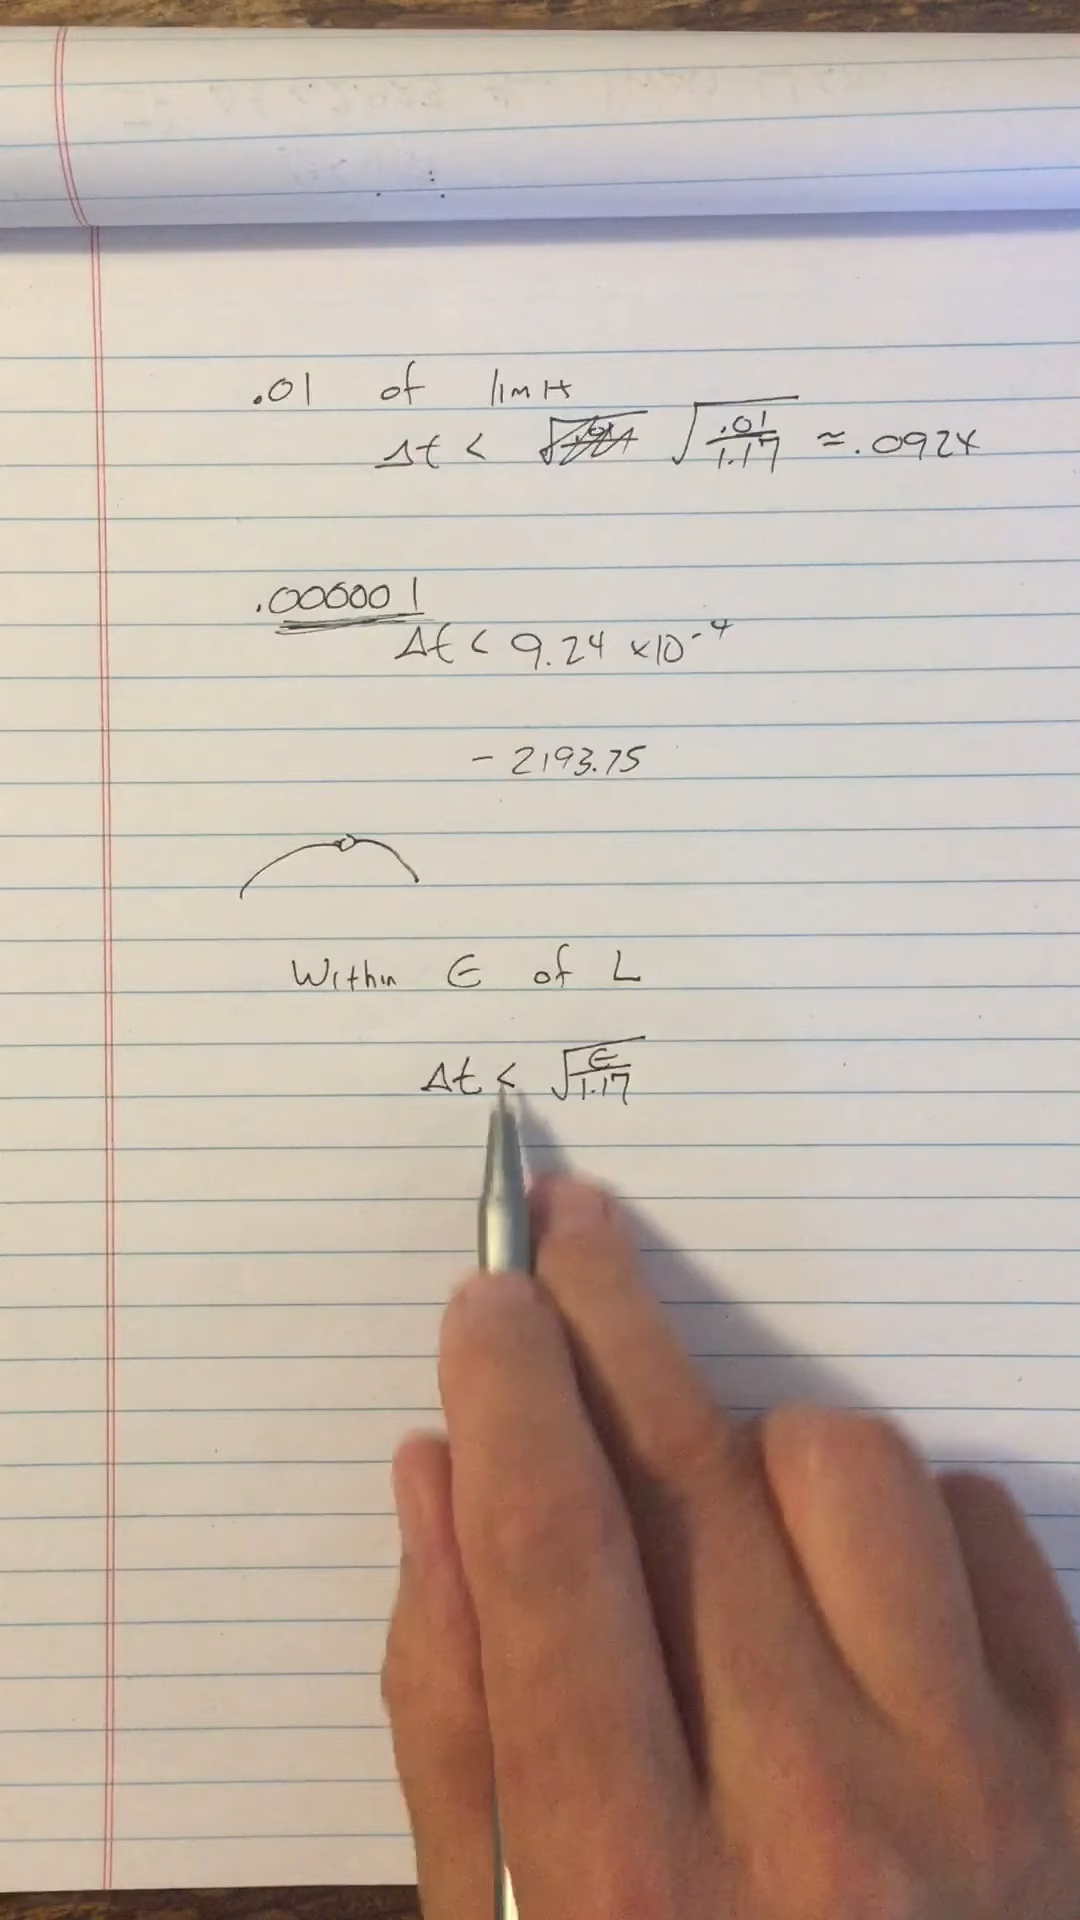 .01 of limit
Δt < √(.01/1.17) ≈ .0924
.000001
Δt < 9.24 ×10⁻⁴
- 2193.75
Within ϵ of L
Δt < √(ϵ/1.17)